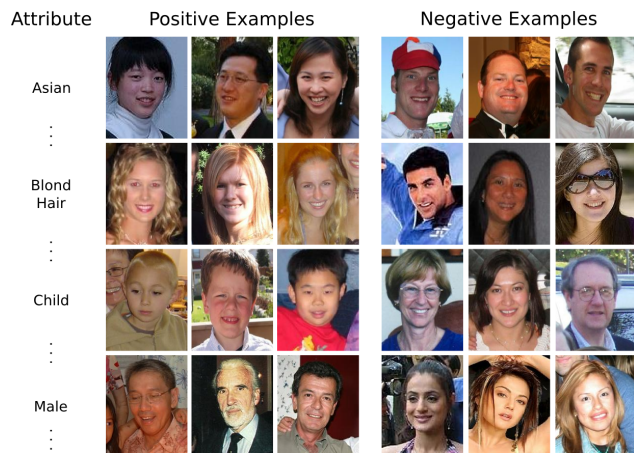 Attribute
Positive Examples
Negative Examples
Asian
Blond
Hair
Child
Male